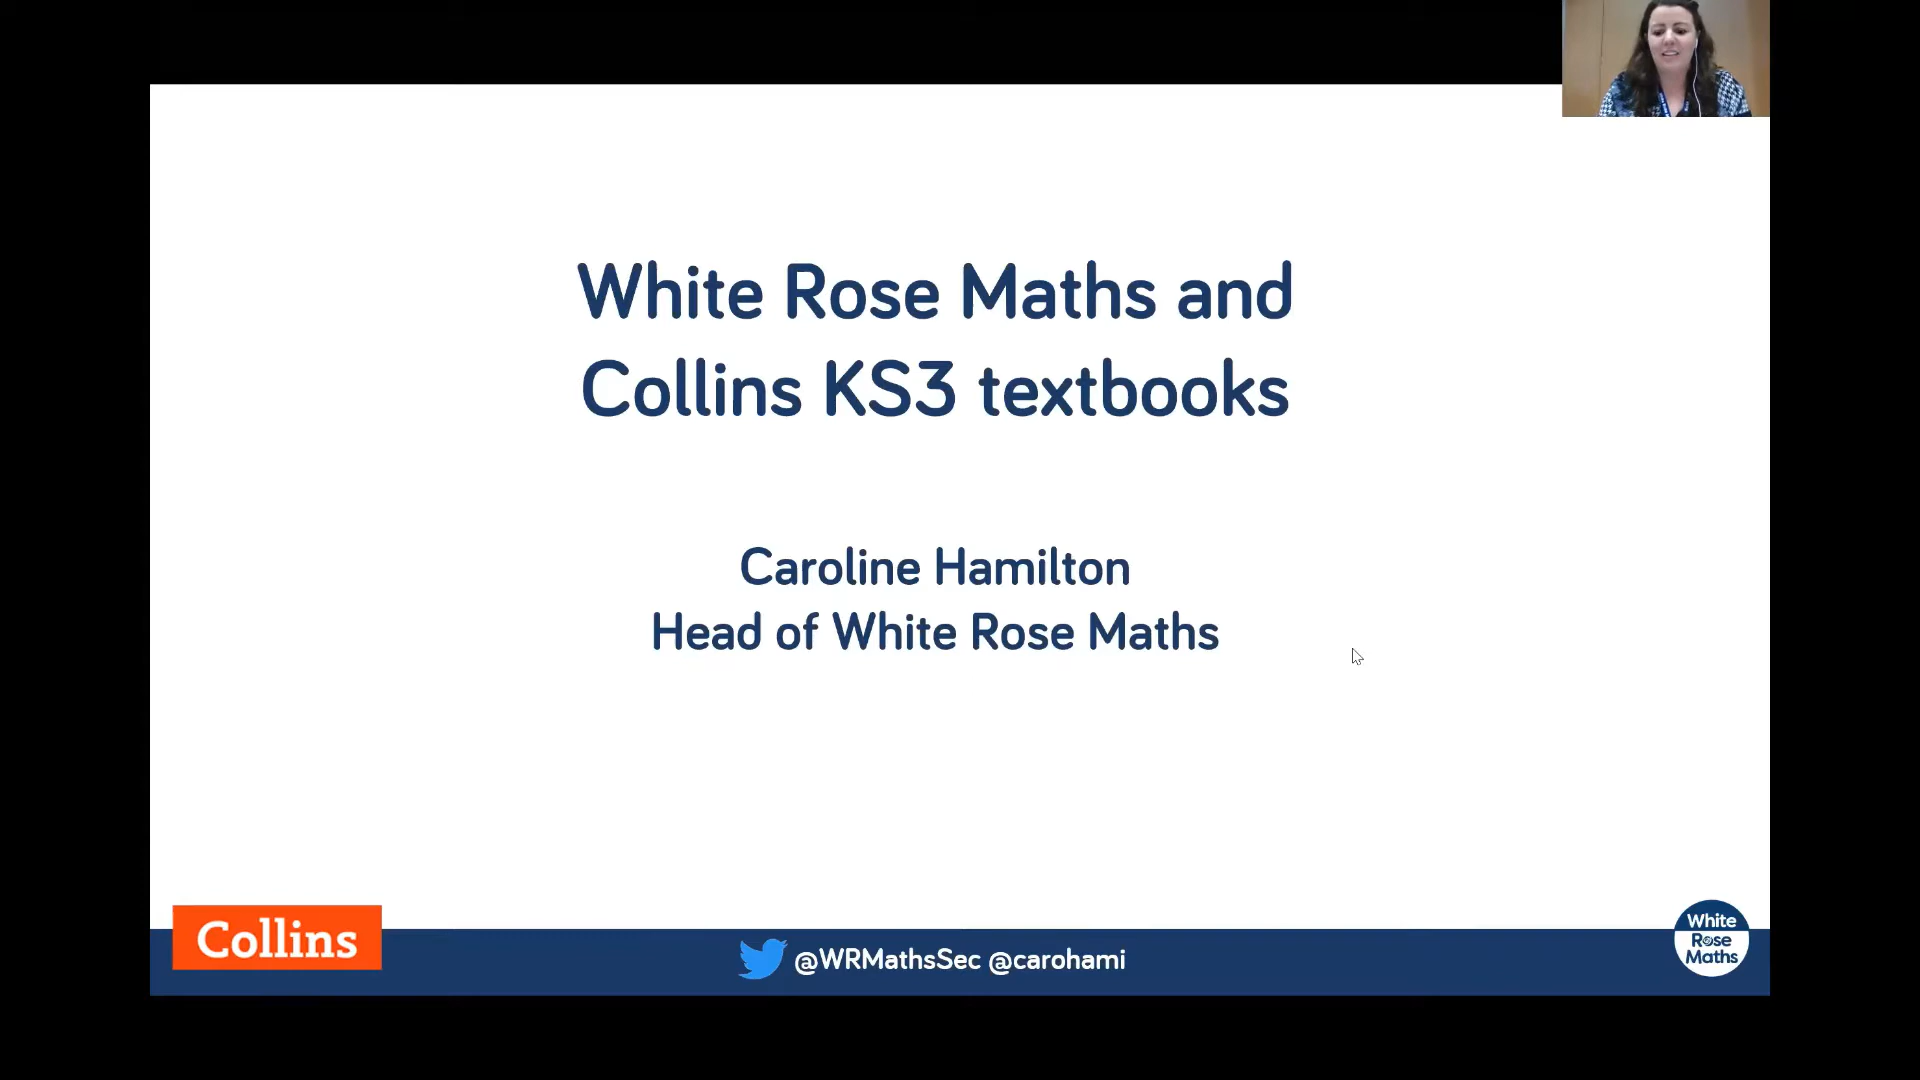 White Rose Maths and
Collins KS3 textbooks
Caroline Hamilton
Head of White Rose Maths
Collins
@WRMathsSec @carohami
White
Rose
Maths